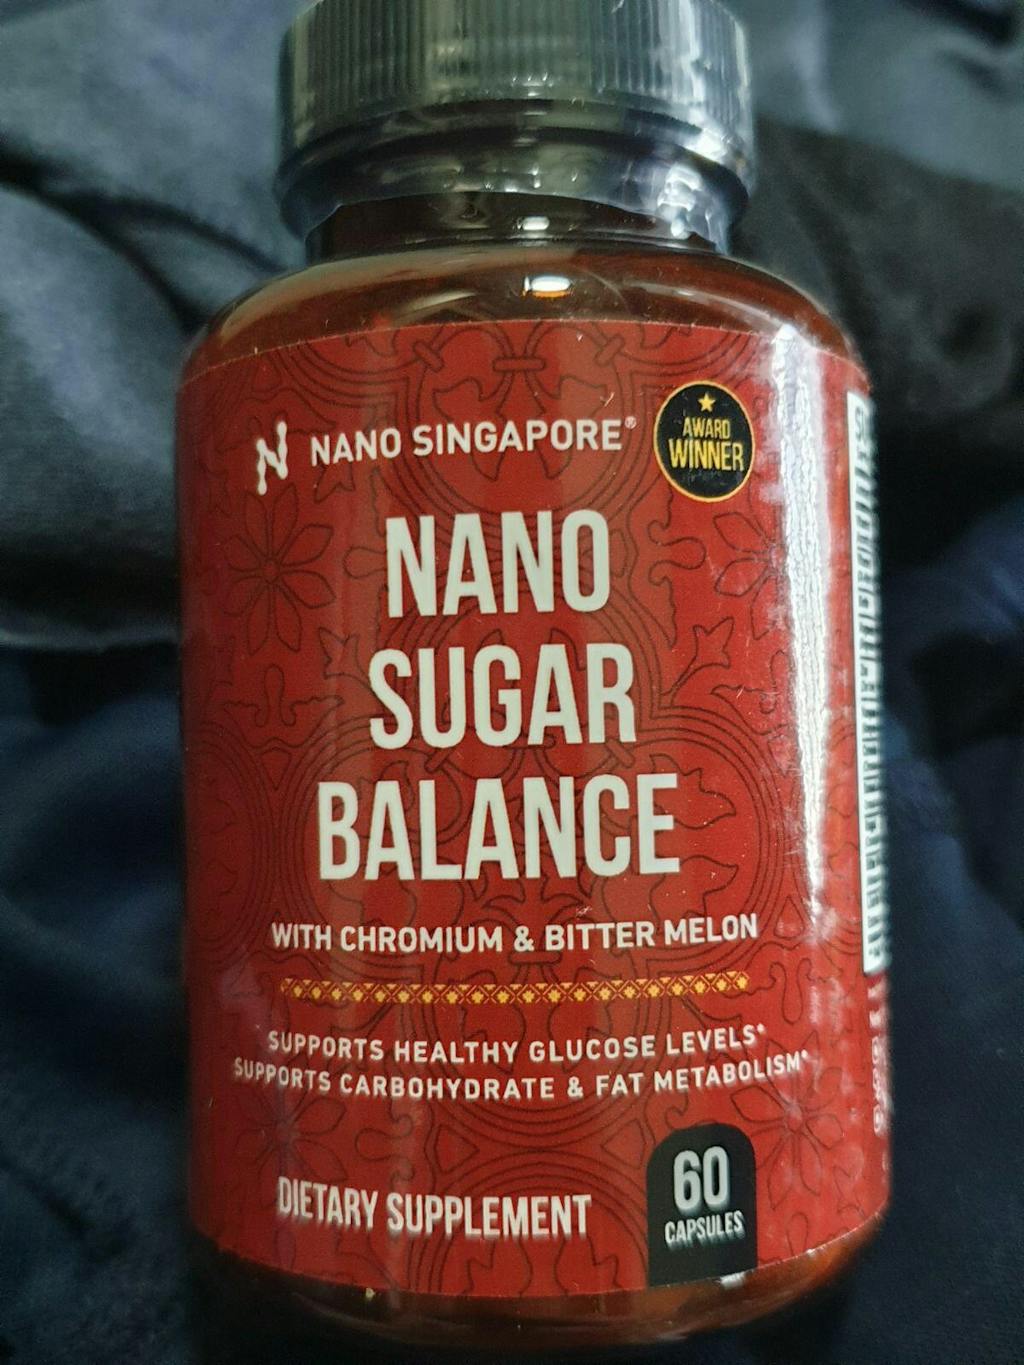 N NANO SINGAPORE®
AWARD
WINNER
NANO
SUGAR
BALANCE
WITH CHROMIUM & BITTER MELON
SUPPORTS HEALTHY GLUCOSE LEVELS*
SUPPORTS CARBOHYDRATE & FAT METABOLISM*
DIETARY SUPPLEMENT
60
CAPSULES